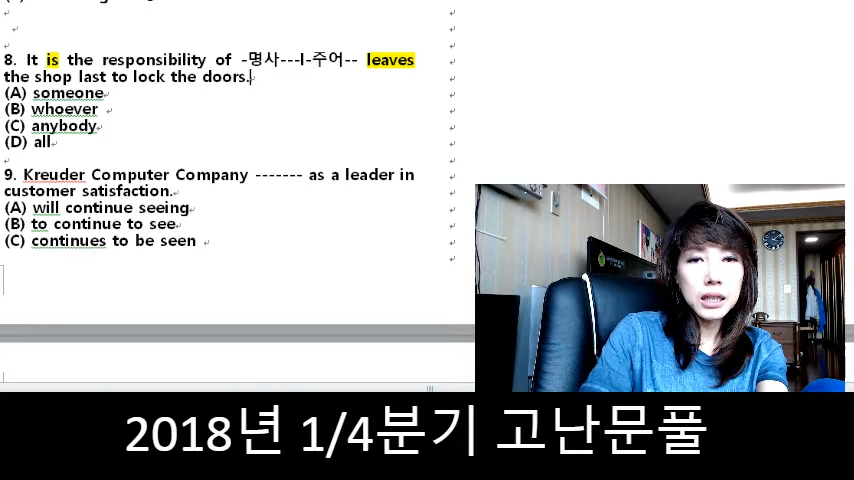 8. It is the responsibility of -명사---I-주어-- leaves
the shop last to lock the doors.
(A) someone
(B) whoever
(C) anybody
(D) all
9. Kreuder Computer Company ------- as a leader in
customer satisfaction.
(A) will continue seeing
(B) to continue to see
(C) continues to be seen
2018년 1/4분기 고난문풀